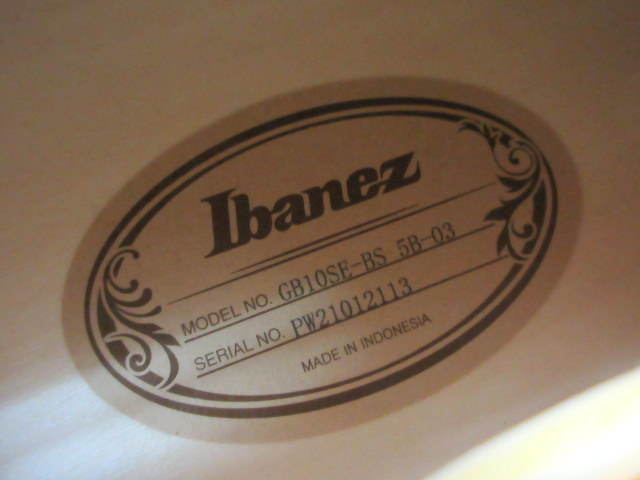 Ibanez
MODEL NO. GB10SE-BS 5B-03
SERIAL NO. PW21012113
MADE IN INDONESIA